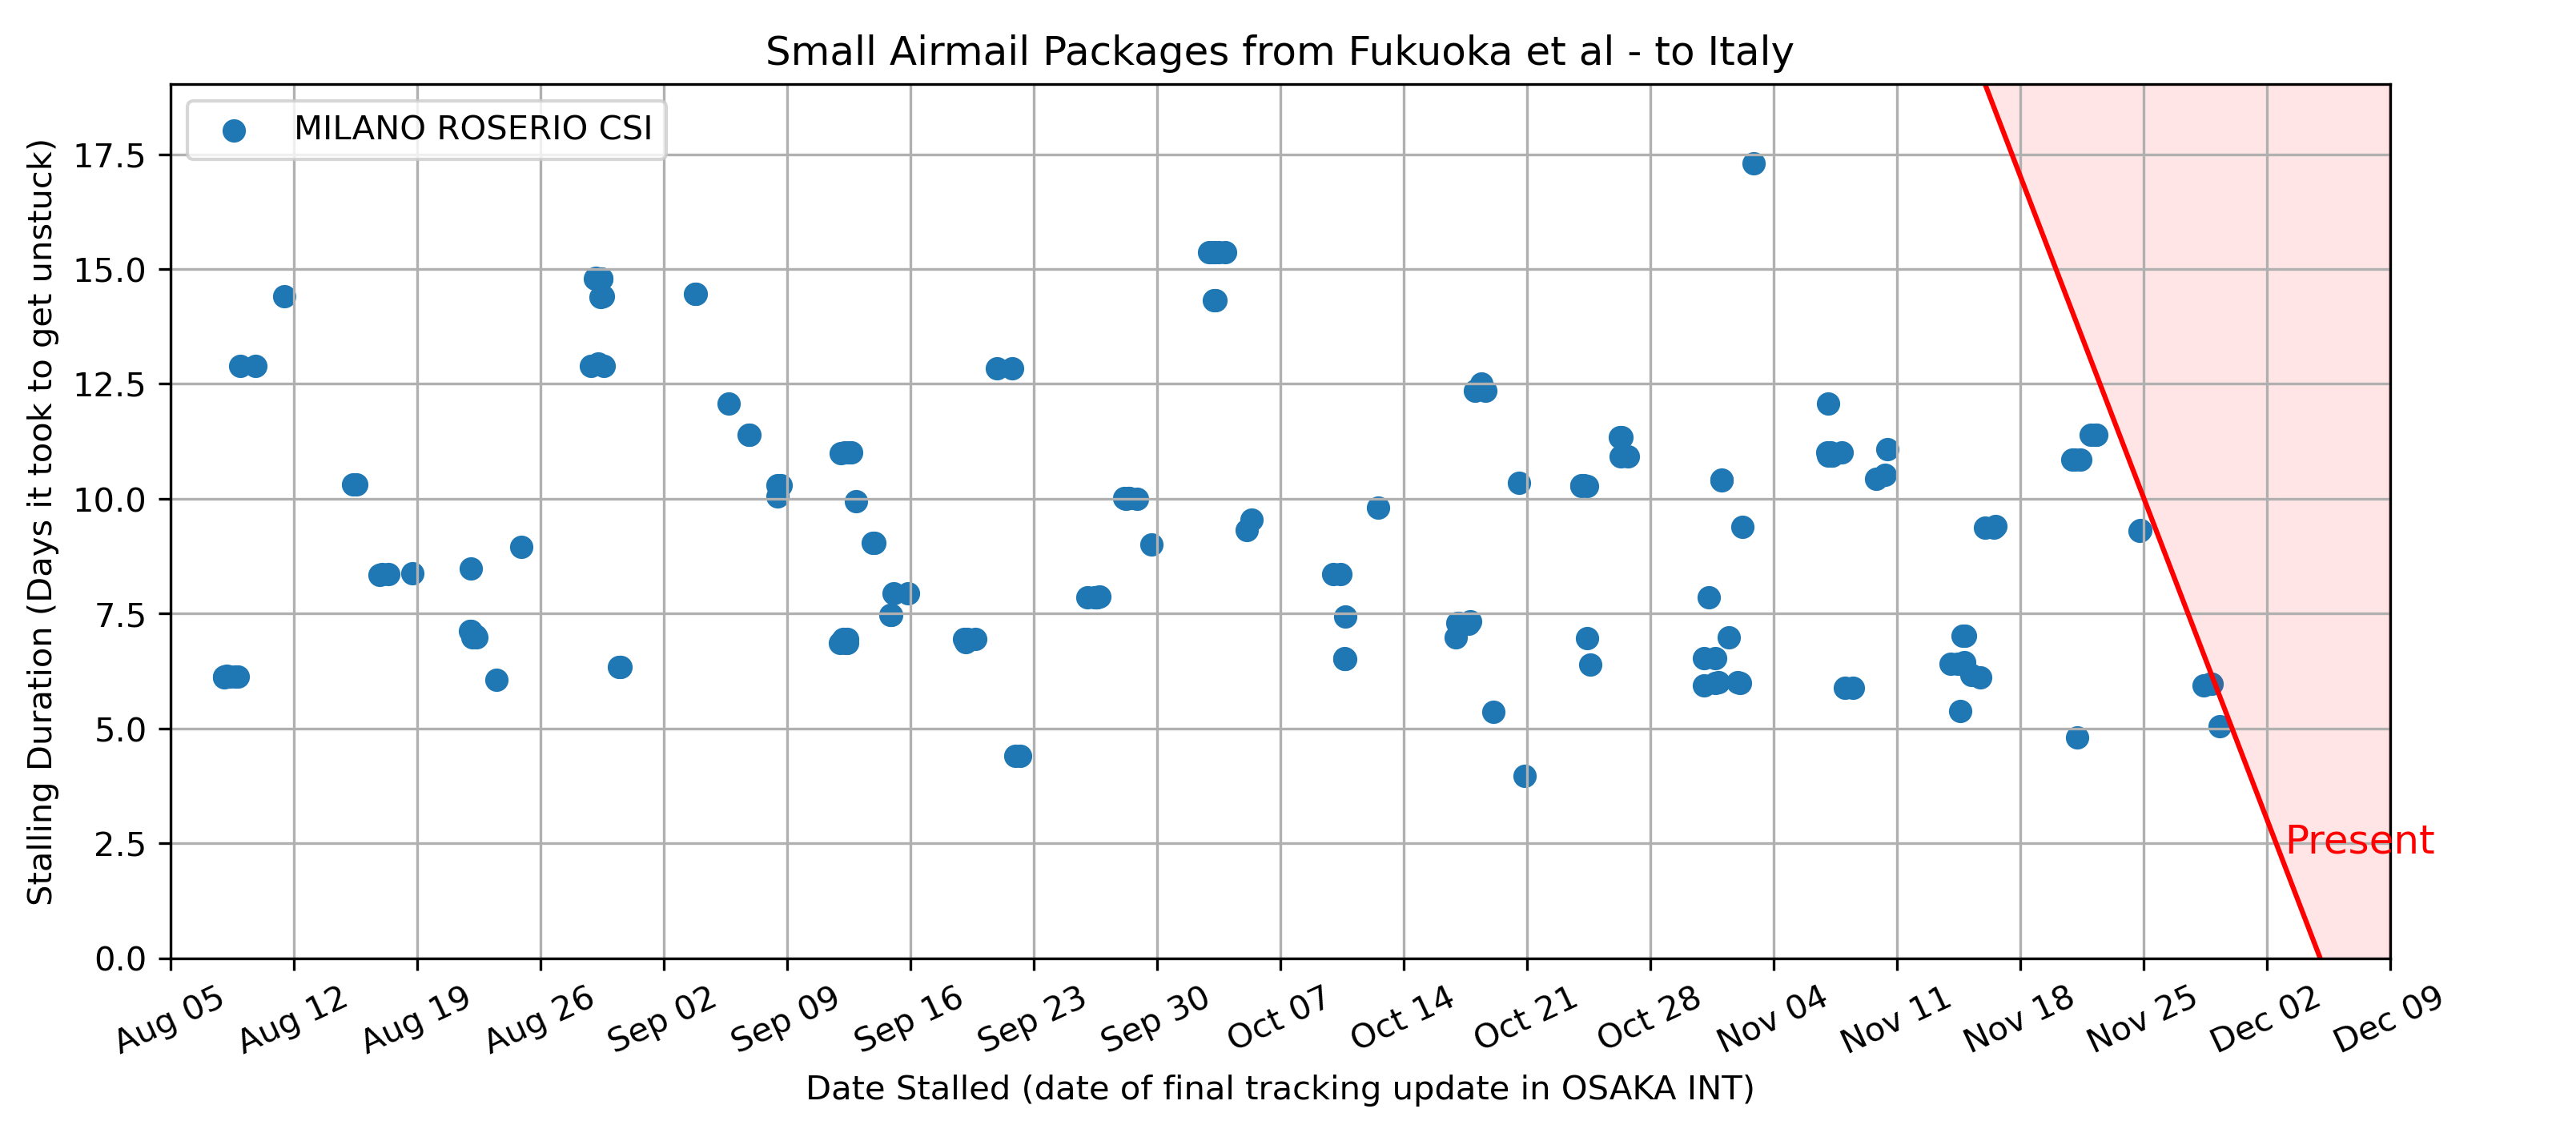 Small Airmail Packages from Fukuoka et al - to Italy
MILANO ROSERIO CSI
Stalling Duration (Days it took to get unstuck)
17.5
15.0
12.5
10.0
7.5
5.0
2.5
0.0
Present
Aug 05
Aug 12
Aug 19
Aug 26
Sep 02
Sep 09
Sep 16
Sep 23
Sep 30
Oct 07
Oct 14
Oct 21
Oct 28
Nov 04
Nov 11
Nov 18
Nov 25
Dec 02
Dec 09
Date Stalled (date of final tracking update in OSAKA INT)